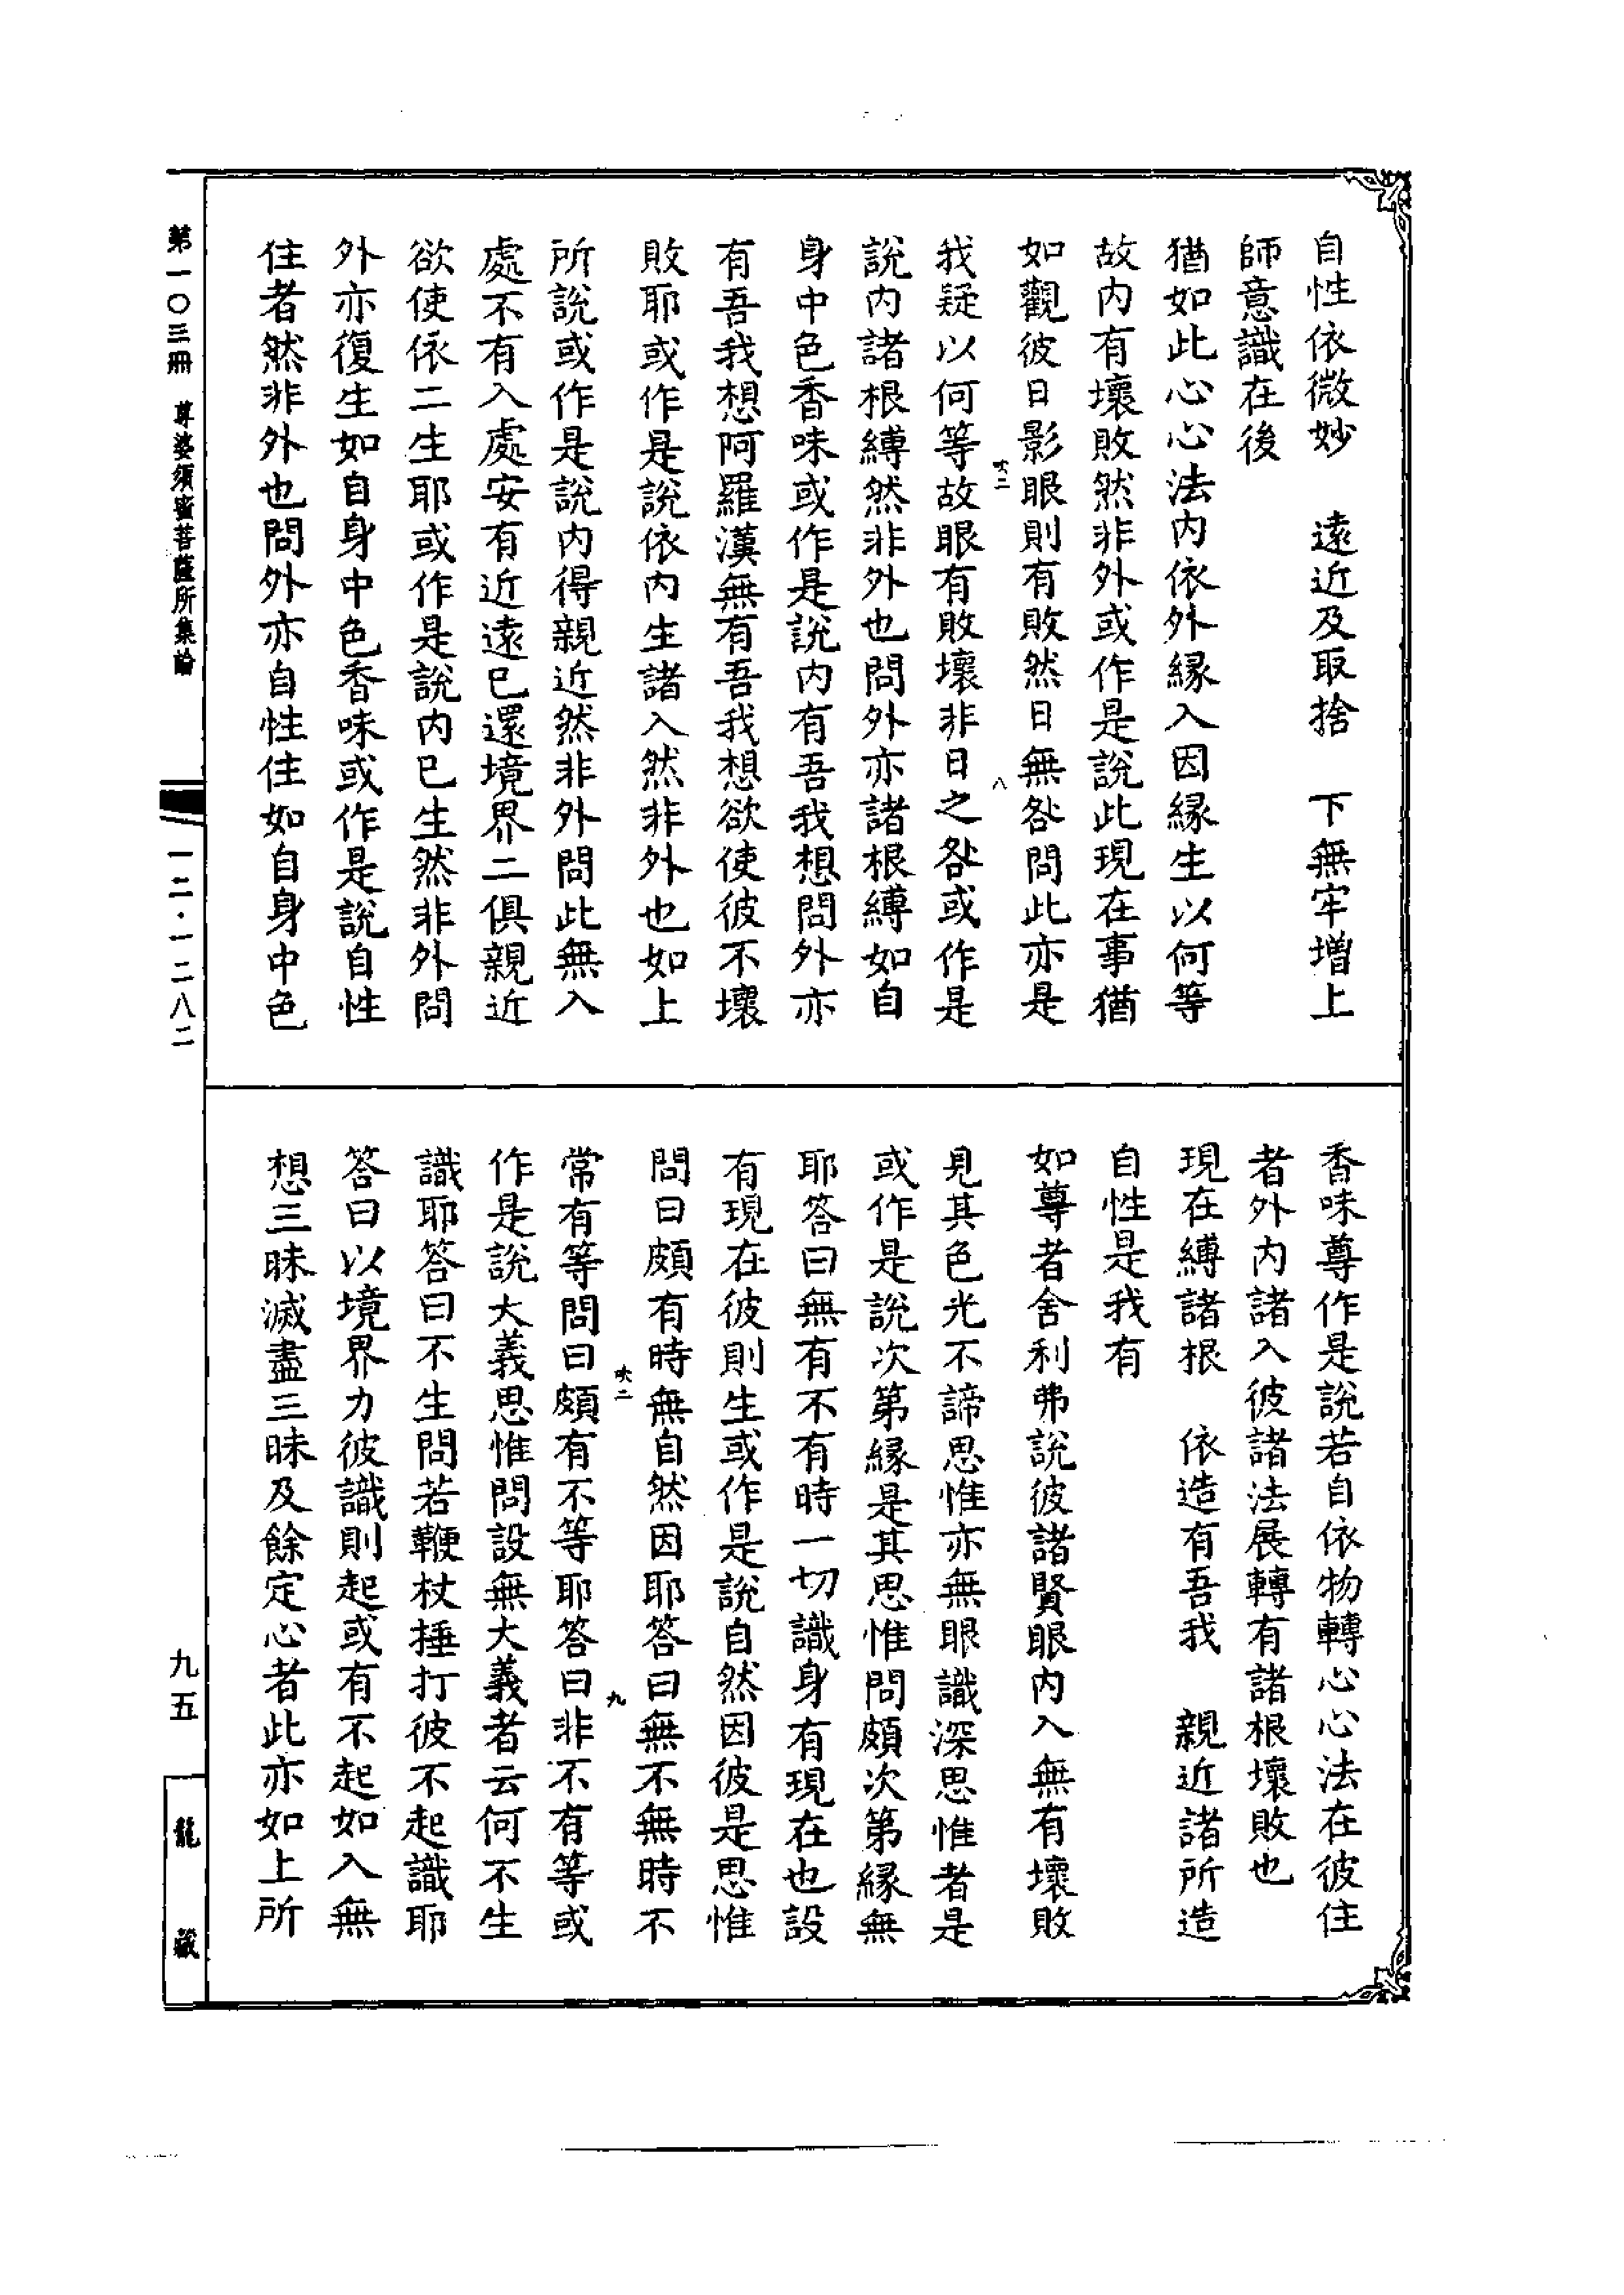 自性依微妙　遠近及取捨　下無牢增上
師意識在後
猶如此心心法內依外緣入因緣生以何等
故內有壞敗然非外或作是說此現在事猶
如觀彼日影眼則有敗然日無咎問此亦是
我疑以何等故眼有敗壞非日之咎或作是
說內諸根縛然非外也問外亦諸根縛如自
身中色香味或作是說內有吾我想問外亦
有吾我想阿羅漢無有吾我想欲使彼不壞
敗耶或作是說依內生諸入然非外也如上
所說或作是說內得親近然非外問此無入
處不有入處安有近遠已還境界二俱親近
欲使依二生耶或作是說內已生然非外問
外亦復生如自身中色香味或作是說自性
住者然非外也問外亦自性住如自身中色
香味尊作是說若自依物轉心心法在彼住
者外內諸入彼諸法展轉有諸根壞敗也
現在縛諸根　依造有吾我　親近諸所造
自性是我有
如尊者舍利弗說彼諸賢眼內入無有壞敗
見其色光不諦思惟亦無眼識深思惟者是
或作是說次第緣是其思惟問頗次第緣無
耶答曰無有不有時一切識身有現在也設
有現在彼則生或作是說自然因彼是思惟
問曰頗有時無自然因耶答曰無不無時不
常有等問曰頗有不等耶答曰非不有等或
作是說大義思惟問設無大義者云何不生
識耶答曰不生問若鞭杖捶打彼不起識耶
答曰以境界力彼識則起或有不起如入無
想三昧滅盡三昧及餘定心者此亦如上所
第一〇三冊　尊婆須蜜菩薩所集論
一二·一二八二
九五
龍藏
二
八
二
九